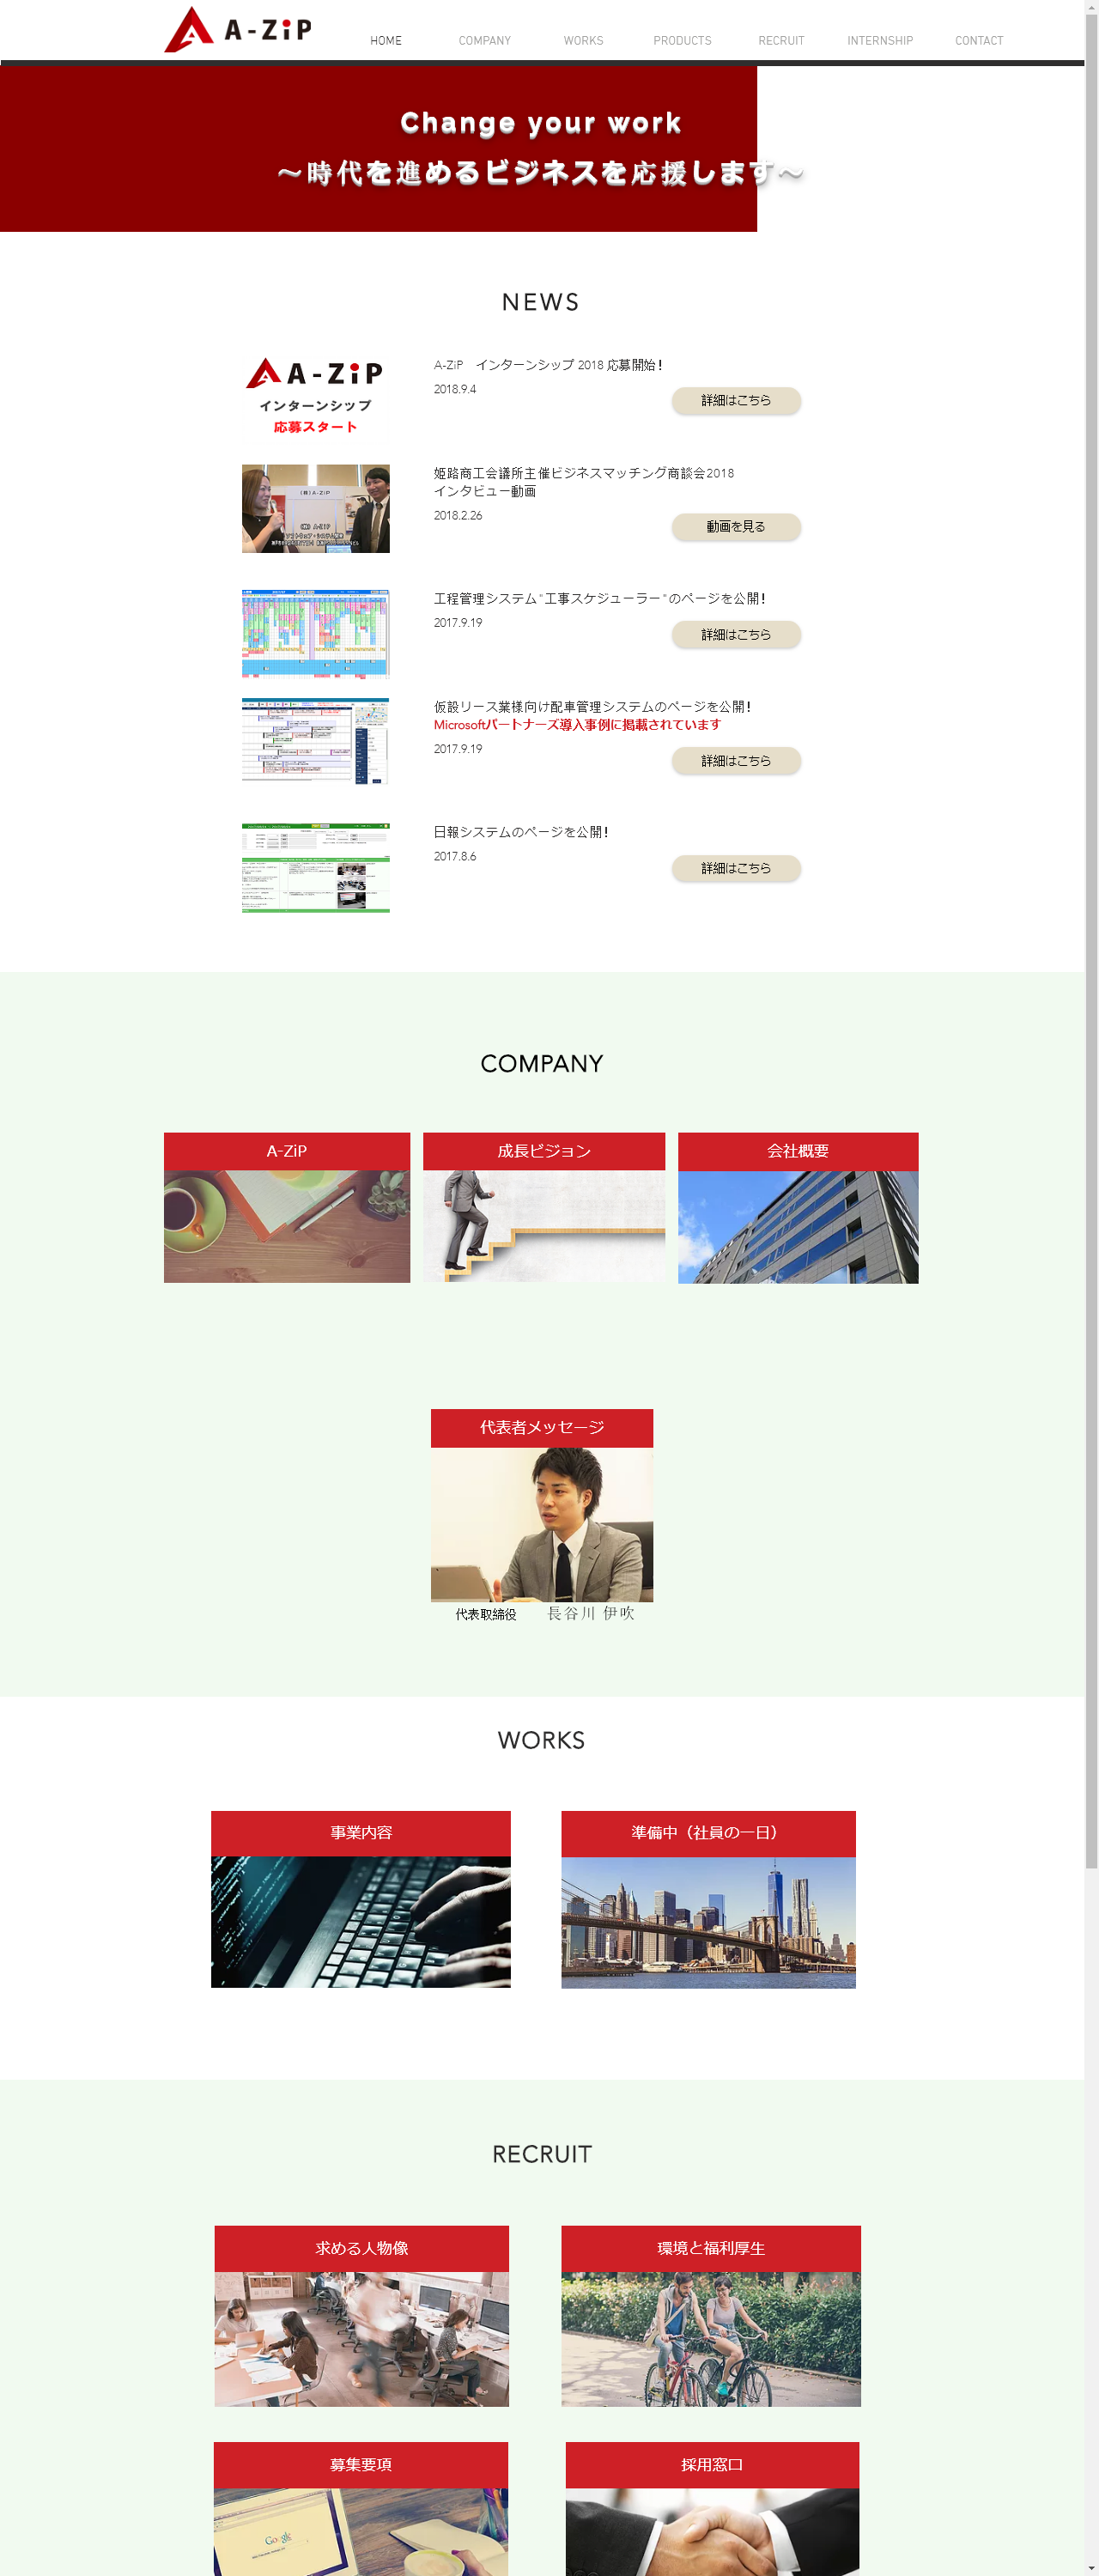 A-ZiP
HOME
COMPANY
WORKS
PRODUCTS
RECRUIT
INTERNSHIP
CONTACT
Change your work
～時代を進めるビジネスを応援します～
NEWS
A-ZiP
インターンシップ
応募スタート
A-ZiP　インターンシップ 2018 応募開始！
2018.9.4
詳細はこちら
(株)A-ZiP
姫路商工会議所主催ビジネスマッチング商談会2018
インタビュー動画
2018.2.26
動画を見る
工程管理システム"工事スケジューラー"のページを公開！
2017.9.19
詳細はこちら
仮設リース業様向け配車管理システムのページを公開！
Microsoftパートナーズ導入事例に掲載されています
2017.9.19
詳細はこちら
日報システムのページを公開！
2017.8.6
詳細はこちら
COMPANY
A-ZiP
成長ビジョン
会社概要
代表者メッセージ
代表取締役　長谷川 伊吹
WORKS
事業内容
準備中（社員の一日）
RECRUIT
求める人物像
環境と福利厚生
募集要項
採用窓口
Google